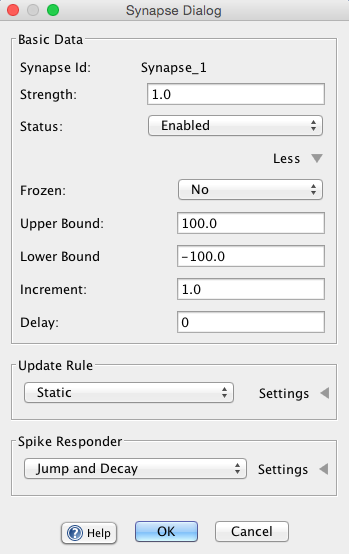 Synapse Dialog
Basic Data
Synapse Id: Synapse_1
Strength: 1.0
Status: Enabled
Less
Frozen: No
Upper Bound: 100.0
Lower Bound -100.0
Increment: 1.0
Delay: 0
Update Rule
Static Settings
Spike Responder
Jump and Decay Settings
? Help OK Cancel